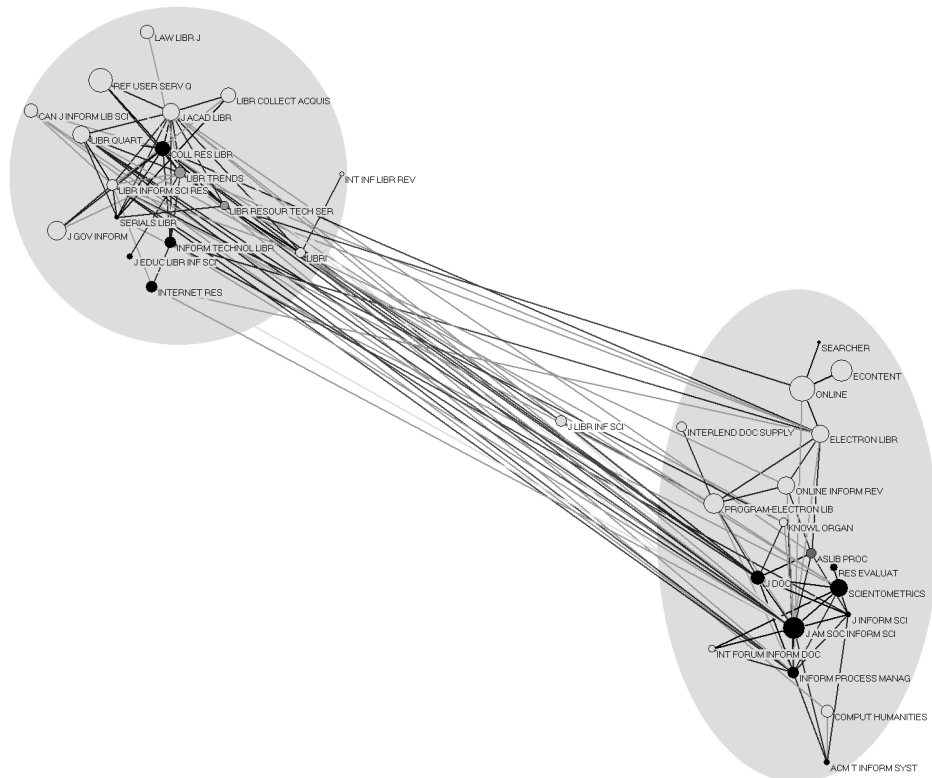 LAW LIBR J
REF USER SERV Q
LIBR COLLECT ACQUIS
CAN J INFORM LIB SCI
J ACAD LIBR
LIBR QUART
COLL RES LIBR
LIBR TRENDS
INT INF LIBR REV
LIBR INFORM SCI RES
LIBR RESOUR TECH SER
SERIALS LIBR
J GOV INFORM
INFORM TECHNOL LIBR
LIBRI
J EDUC LIBR INF SCI
INTERNET RES
SEARCHER
ECONTENT
ONLINE
J LIBR INF SCI
INTERLEND DOC SUPPLY
ELECTRON LIBR
ONLINE INFORM REV
PROGRAM-ELECTRON LIB
KNOWL ORGAN
ASLIB PROC
RES EVALUAT
J DOC
SCIENTOMETRICS
J INFORM SCI
J AM SOC INFORM SCI
INT FORUM INFORM DOC
INFORM PROCESS MANAG
COMPUT HUMANITIES
ACM T INFORM SYST